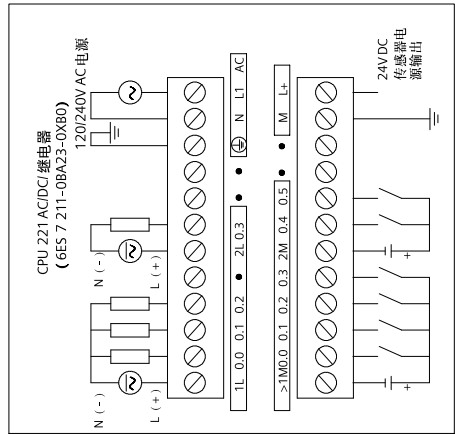 CPU 221 AC/DC/继电器
(6ES 7 211-0BA23-0XB0)
120/240V AC 电源
N (-)
L (+)
N (-)
L (+)
1L 0.0 0.1 0.2 • 2L 0.3 • • N L1 AC
>1M 0.0 0.1 0.2 0.3 2M 0.4 0.5 • • M L+
+
+
24V DC
传感器电
源输出